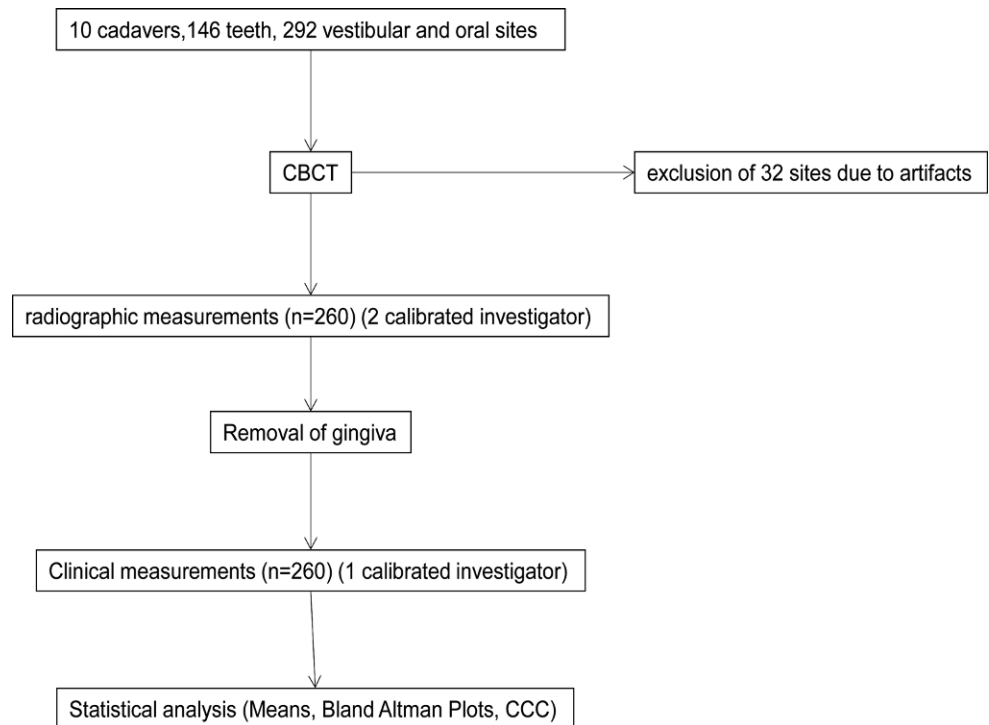 10 cadavers,146 teeth, 292 vestibular and oral sites
CBCT
exclusion of 32 sites due to artifacts
radiographic measurements (n=260) (2 calibrated investigator)
Removal of gingiva
Clinical measurements (n=260) (1 calibrated investigator)
Statistical analysis (Means, Bland Altman Plots, CCC)